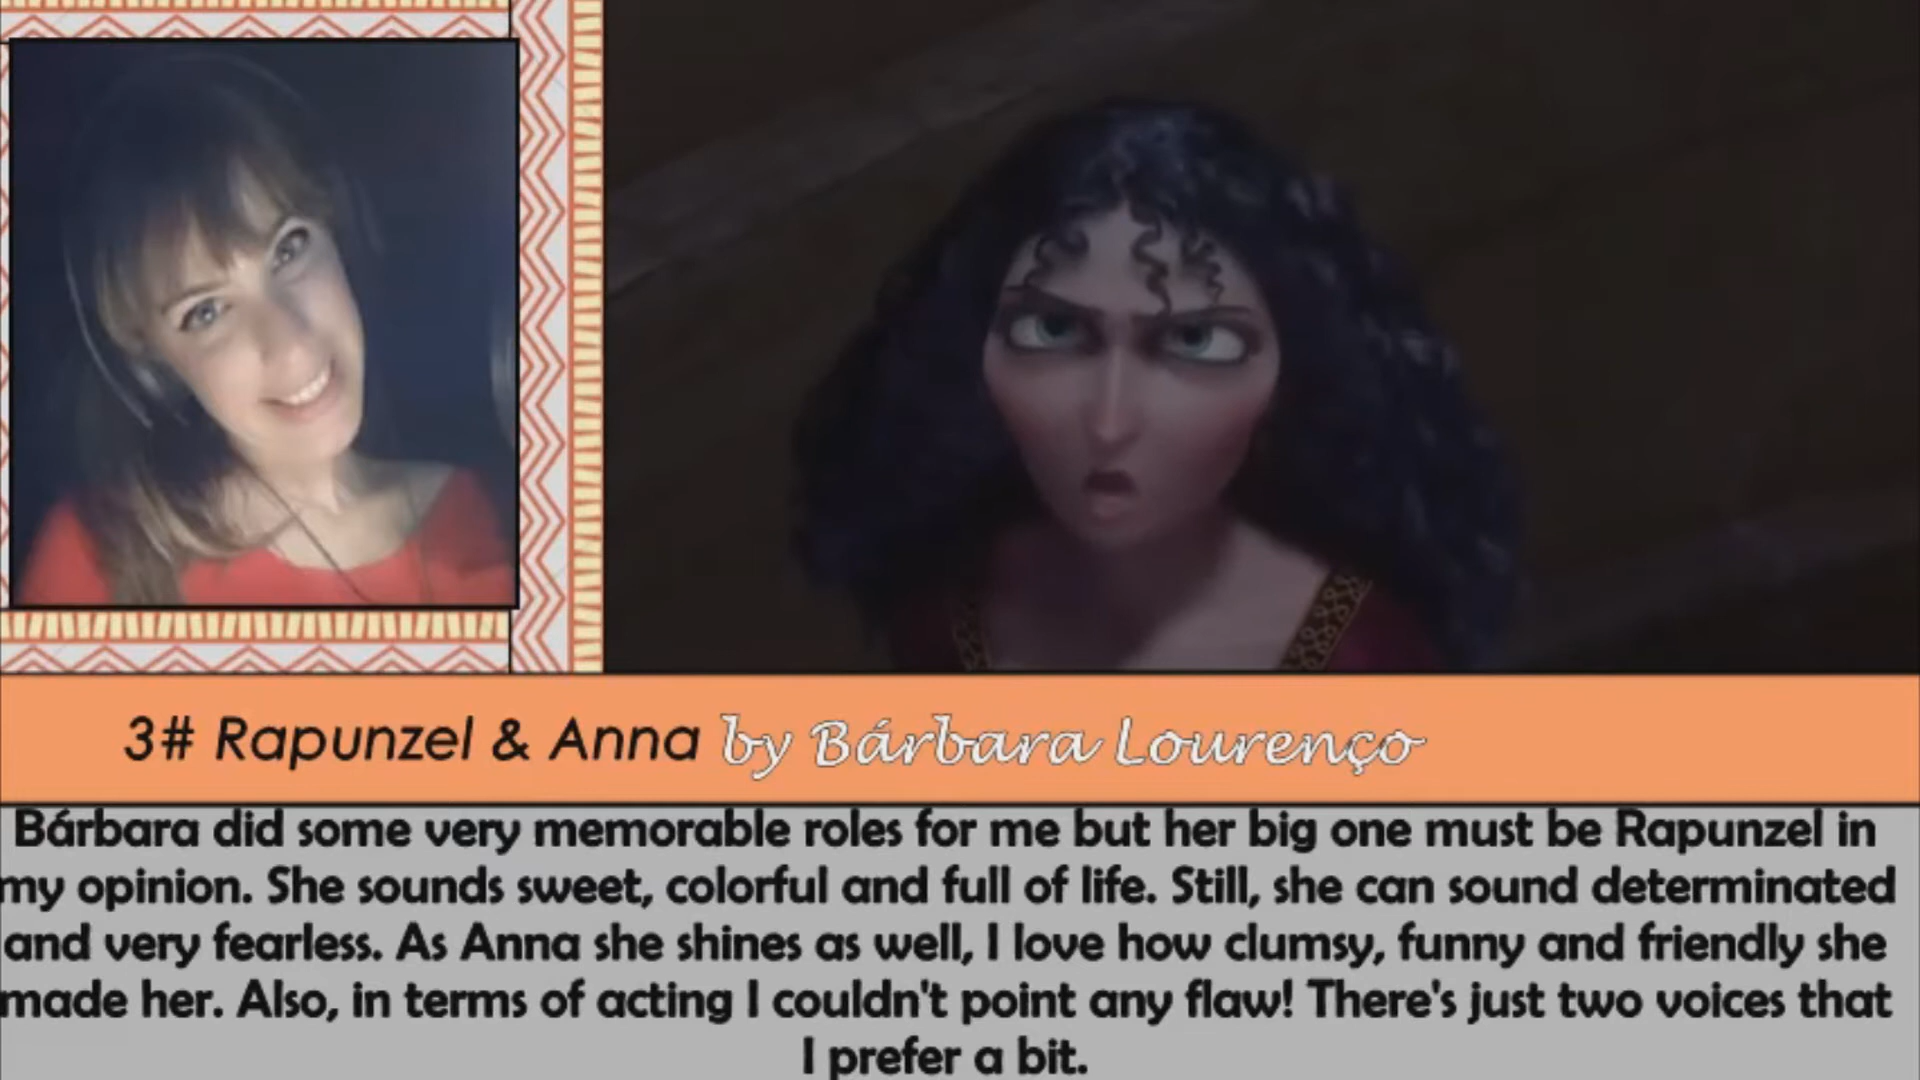 3# Rapunzel & Anna by Bárbara Lourenço
Bárbara did some very memorable roles for me but her big one must be Rapunzel in
my opinion. She sounds sweet, colorful and full of life. Still, she can sound determinated
and very fearless. As Anna she shines as well, I love how clumsy, funny and friendly she
made her. Also, in terms of acting I couldn't point any flaw! There's just two voices that
I prefer a bit.